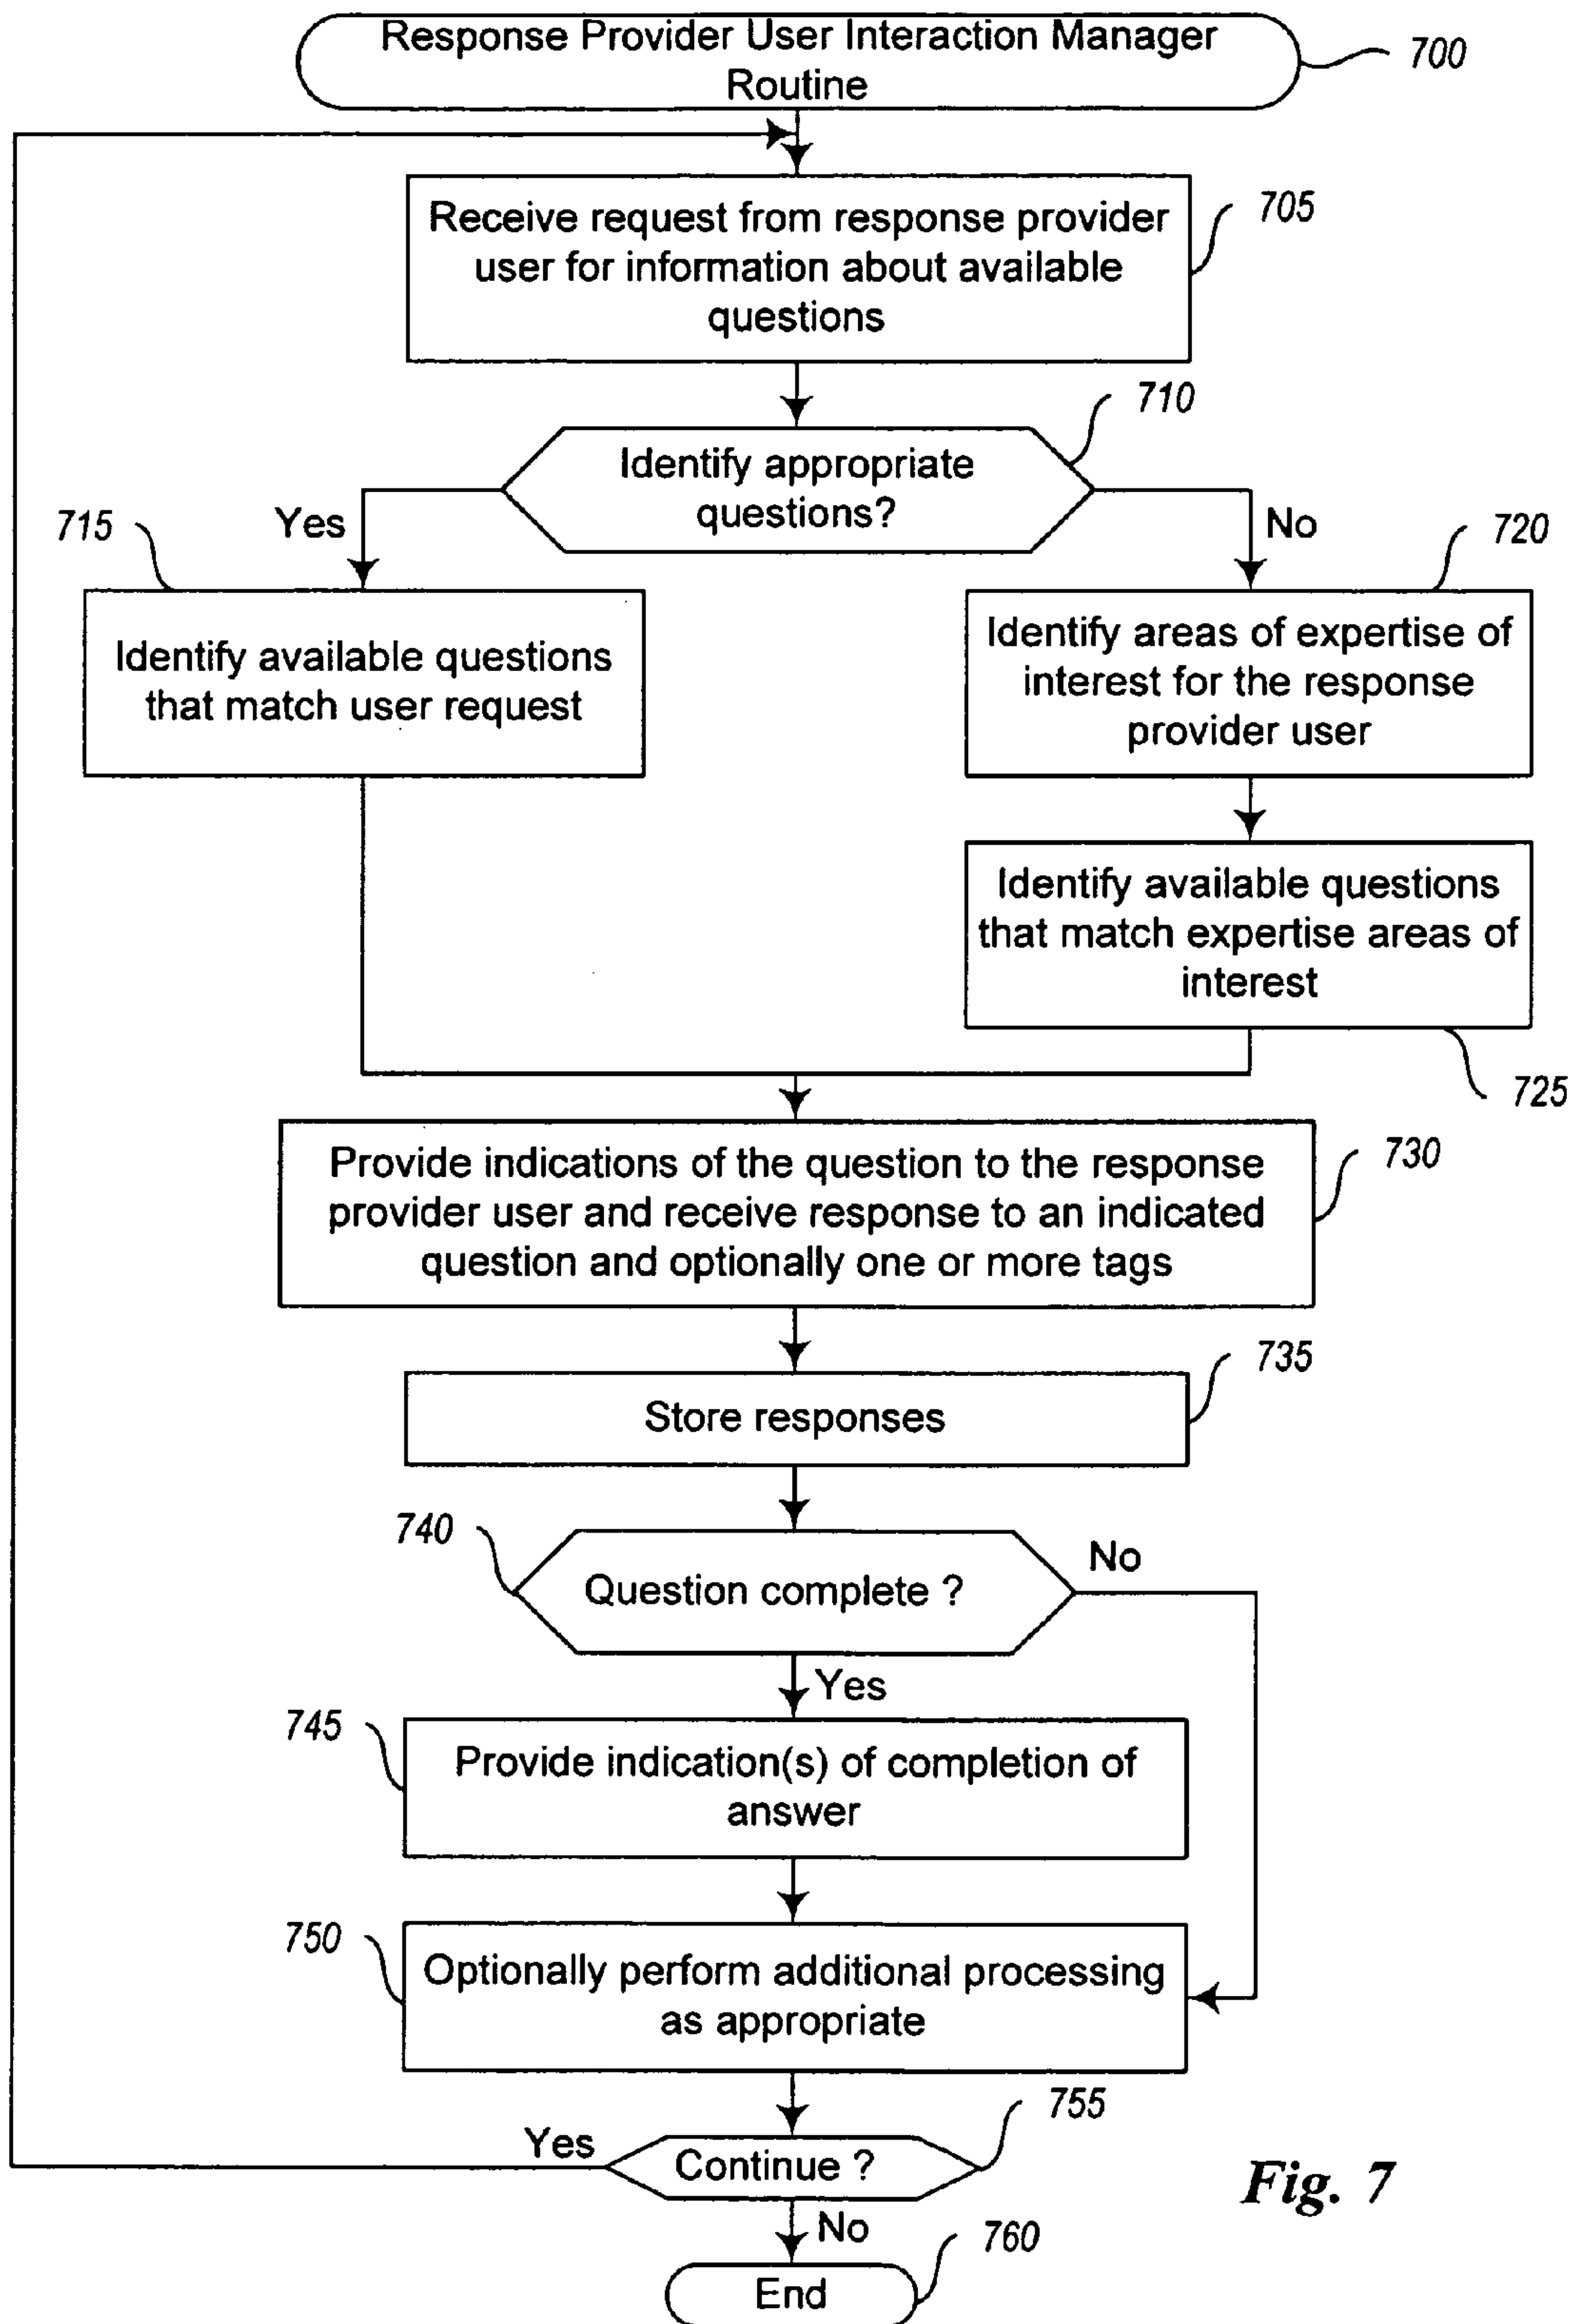 Response Provider User Interaction Manager
Routine
700
Receive request from response provider
user for information about available
questions
705
710
Identify appropriate
questions?
Yes
No
715
720
Identify available questions
that match user request
Identify areas of expertise of
interest for the response
provider user
Identify available questions
that match expertise areas of
interest
725
Provide indications of the question to the response
provider user and receive response to an indicated
question and optionally one or more tags
730
735
Store responses
740
Question complete ?
No
Yes
745
Provide indication(s) of completion of
answer
750
Optionally perform additional processing
as appropriate
755
Yes
Continue ?
No
760
End
Fig. 7